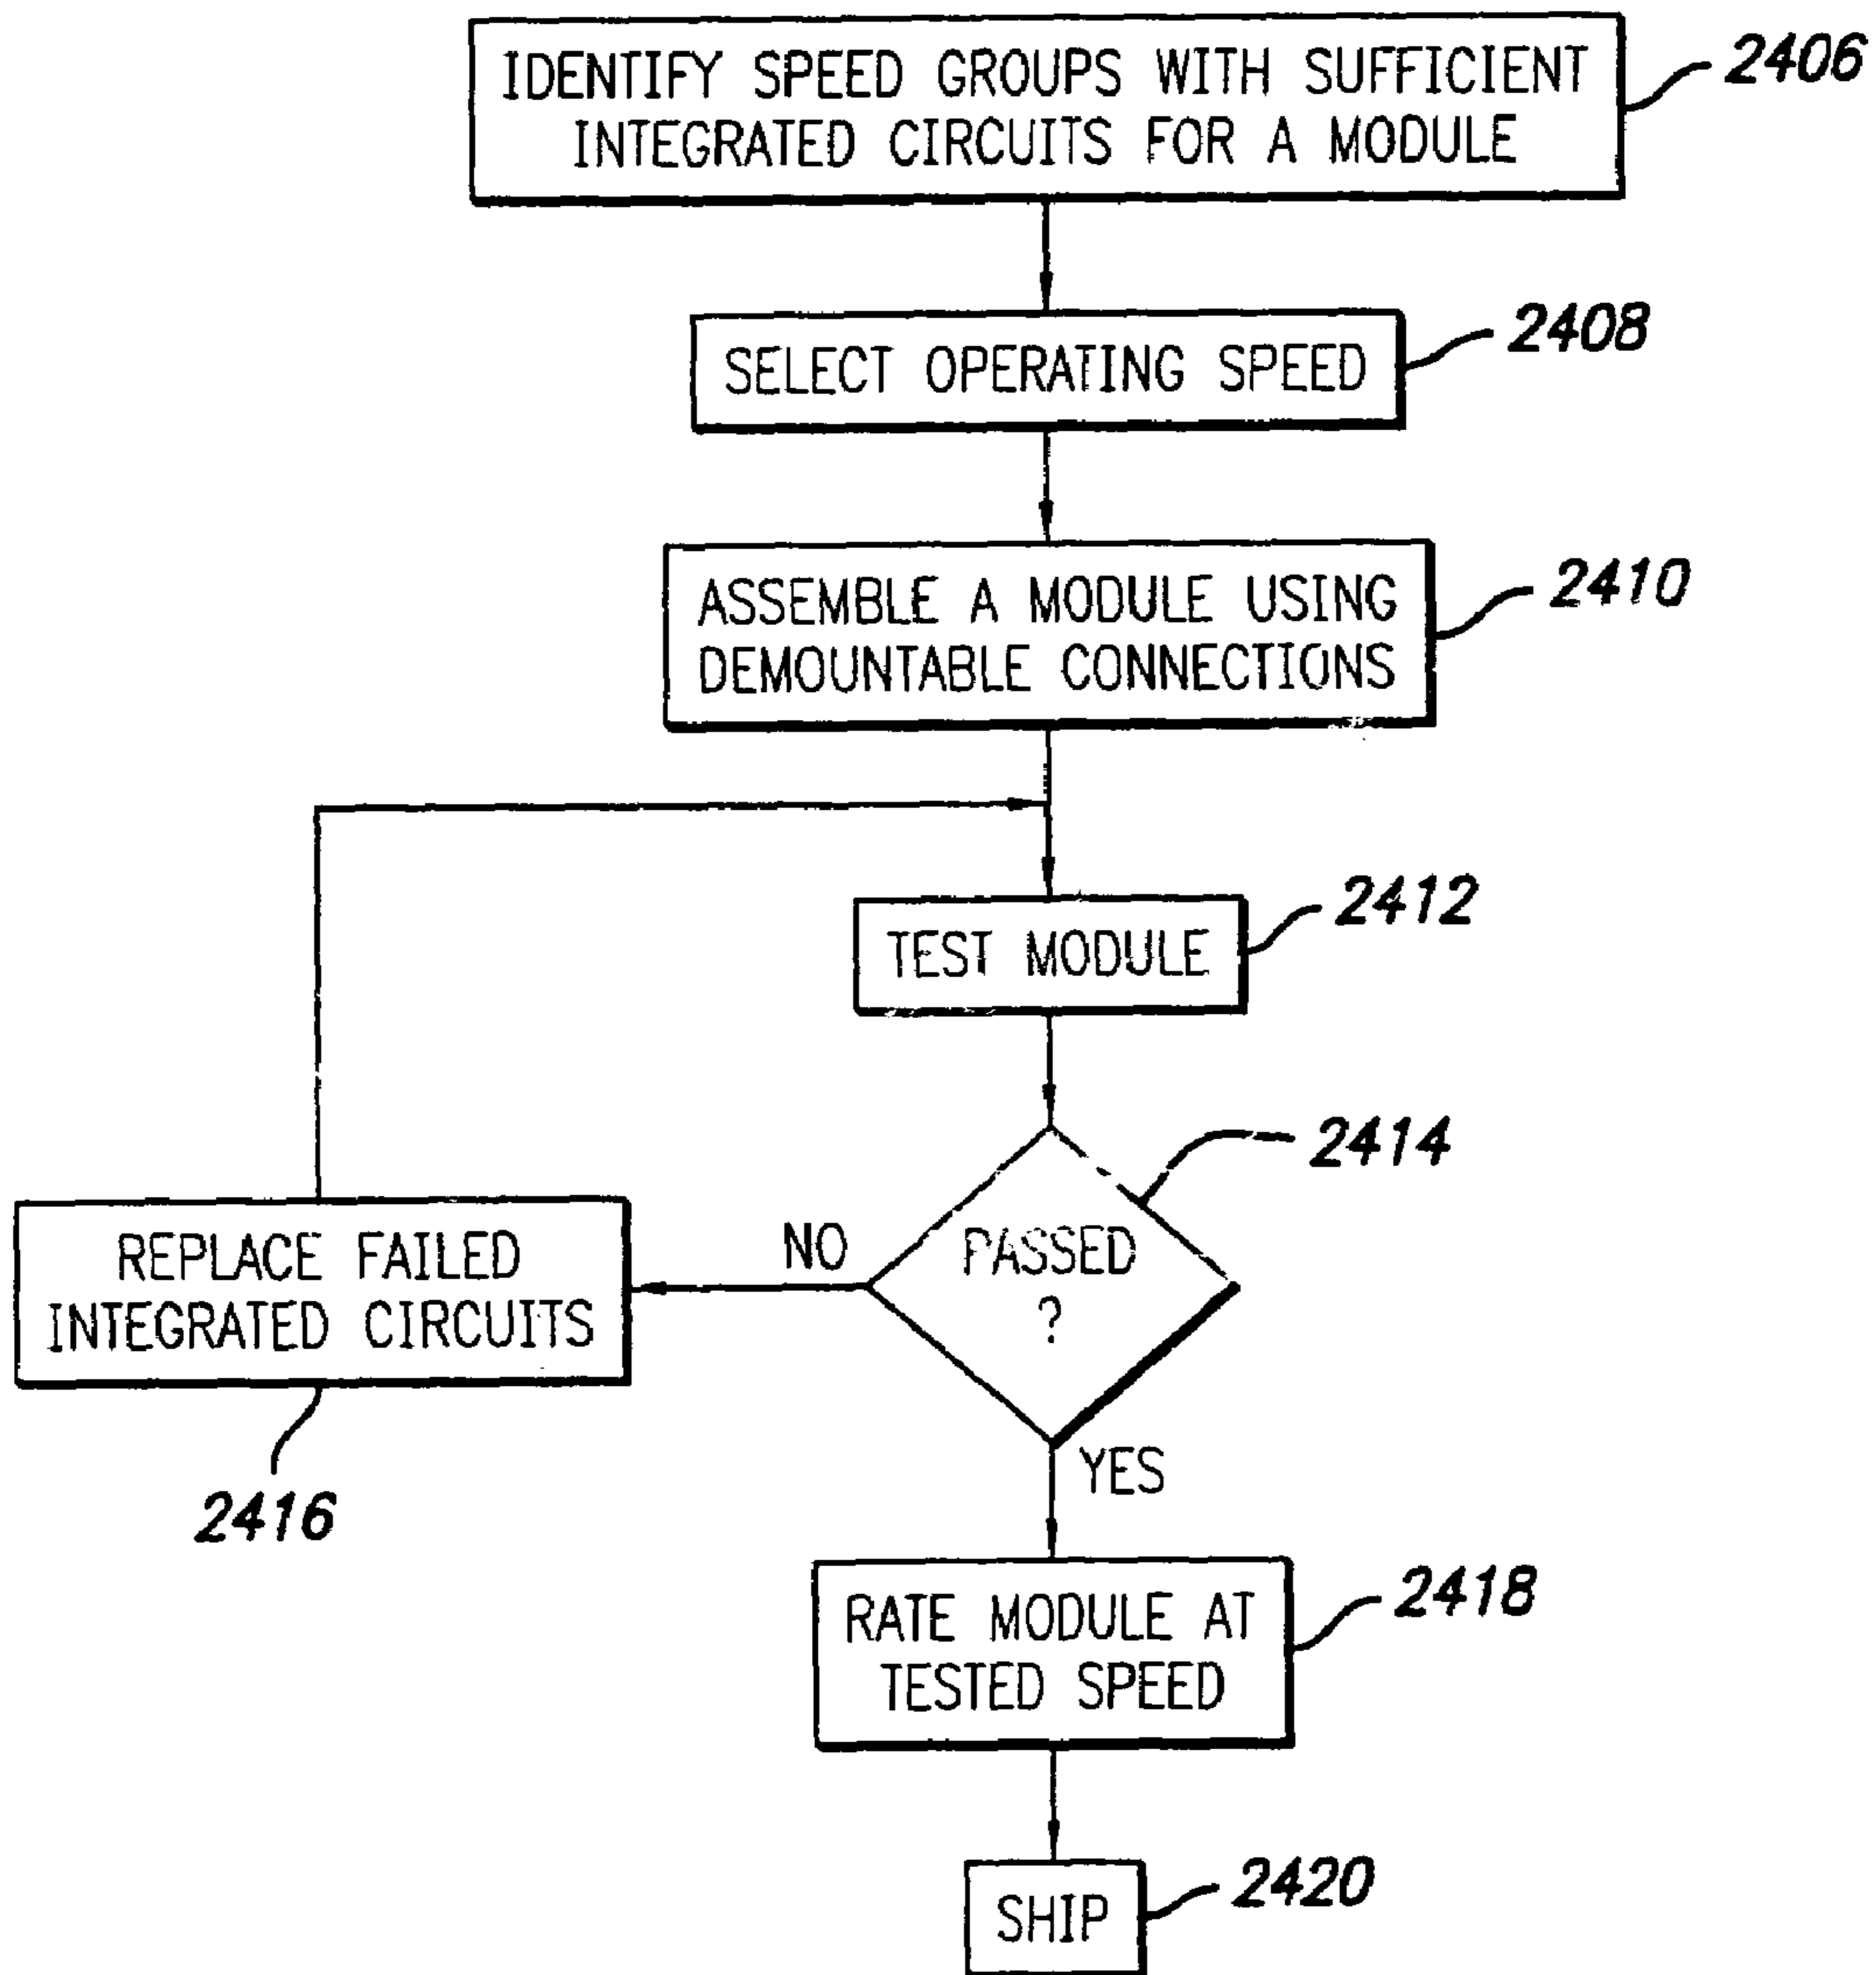 IDENTIFY SPEED GROUPS WITH SUFFICIENT
INTEGRATED CIRCUITS FOR A MODULE
2406
SELECT OPERATING SPEED
2408
ASSEMBLE A MODULE USING
DEMOUNTABLE CONNECTIONS
2410
TEST MODULE
2412
PASSED
?
2414
NO
REPLACE FAILED
INTEGRATED CIRCUITS
2416
YES
RATE MODULE AT
TESTED SPEED
2418
SHIP
2420